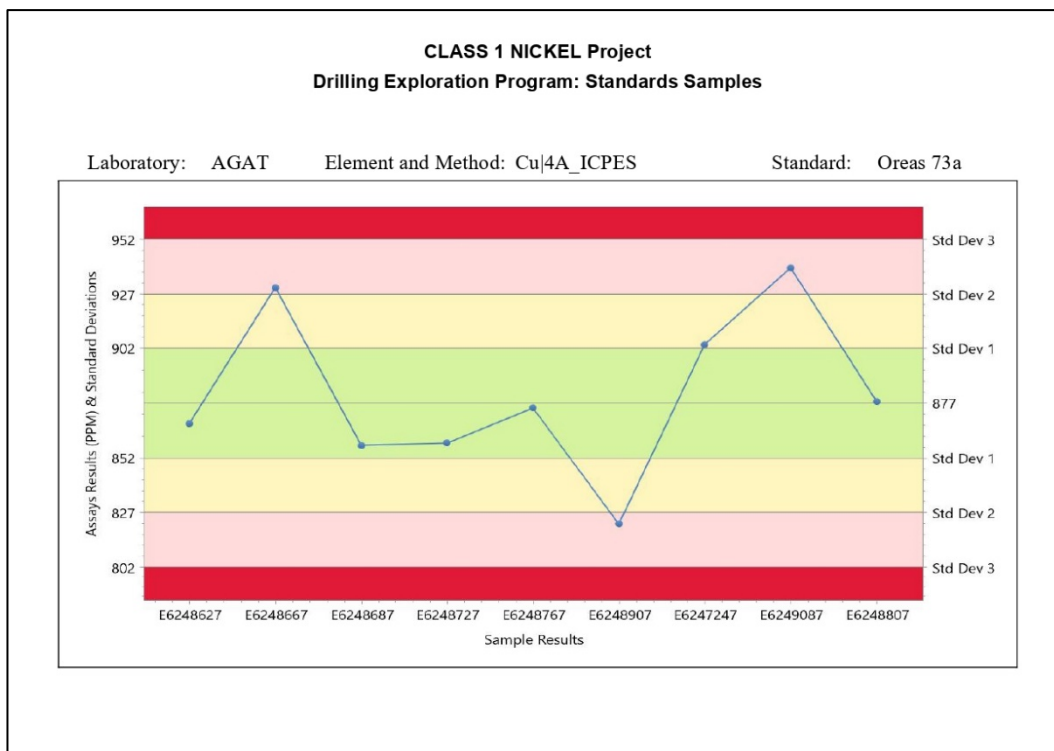 CLASS 1 NICKEL Project
Drilling Exploration Program: Standards Samples
Laboratory: AGAT Element and Method: Cu|4A_ICPES Standard: Oreas 73a
Assays Results (PPM) & Standard Deviations
952 Std Dev 3
927 Std Dev 2
902 Std Dev 1
877
852 Std Dev 1
827 Std Dev 2
802 Std Dev 3
E6248627 E6248667 E6248687 E6248727 E6248767 E6248907 E6247247 E6249087 E6248807
Sample Results